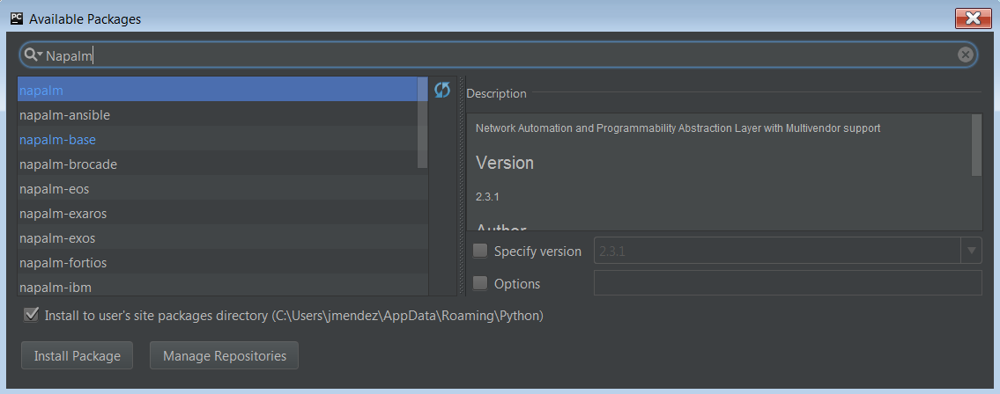 PC Available Packages
Napalm
napalm
napalm-ansible
napalm-base
napalm-brocade
napalm-eos
napalm-exaros
napalm-exos
napalm-fortios
napalm-ibm
Description
Network Automation and Programmability Abstraction Layer with Multivendor support
Version
2.3.1
Author
Specify version
2.3.1
Options
Install to user's site packages directory (C:\Users\jmendez\AppData\Roaming\Python)
Install Package
Manage Repositories